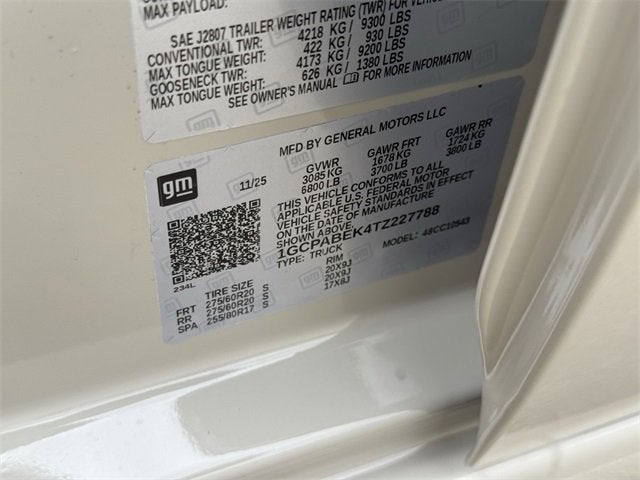 MAX PAYLOAD:
SAE J2807 TRAILER WEIGHT RATING (TWR) FOR
CONVENTIONAL TWR: 4218 KG / 9300 LBS
MAX TONGUE WEIGHT: 422 KG / 930 LBS
GOOSENECK TWR: 4173 KG / 9200 LBS
MAX TONGUE WEIGHT: 626 KG / 1380 LBS
SEE OWNER'S MANUAL FOR MORE INFORMATION
gm
MFD BY GENERAL MOTORS LLC
11/25
GVWR GAWR FRT GAWR RR
3085 KG 1678 KG 1724 KG
6800 LB 3700 LB 3800 LB
THIS VEHICLE CONFORMS TO ALL
APPLICABLE U.S. FEDERAL MOTOR
VEHICLE SAFETY STANDARDS IN EFFECT
ON THE DATE OF MANUFACTURE
1GCPABEK4TZ227788
TYPE: TRUCK MODEL: 48CC10543
234L
TIRE SIZE RIM
FRT 275/60R20 S 20X9J
RR 275/60R20 S 20X9J
SPA 255/80R17 S 17X8J